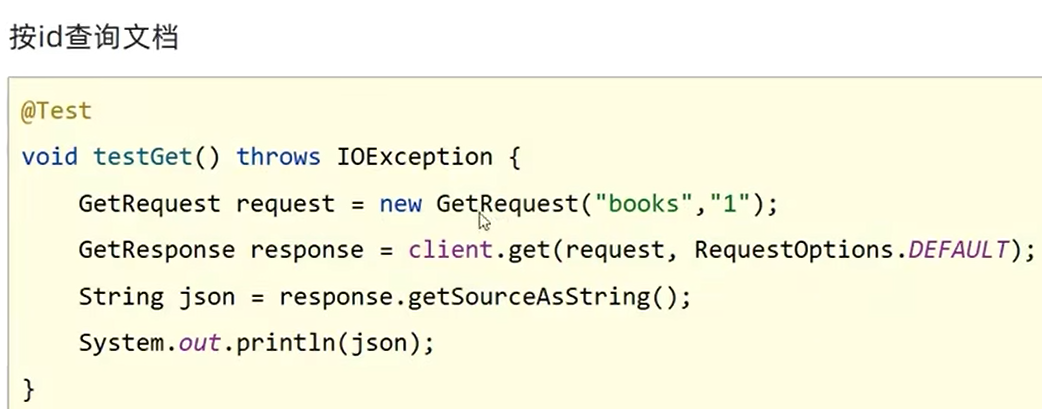 按id查询文档
@Test
void testGet() throws IOException {
    GetRequest request = new GetRequest("books","1");
    GetResponse response = client.get(request, RequestOptions.DEFAULT);
    String json = response.getSourceAsString();
    System.out.println(json);
}